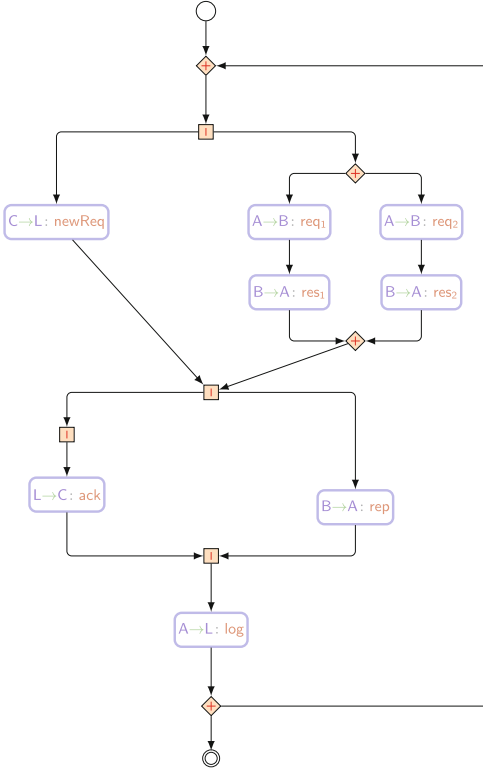 +
|
+
C→L: newReq
A→B: req₁
A→B: req₂
B→A: res₁
B→A: res₂
+
|
|
L→C: ack
B→A: rep
|
A→L: log
+